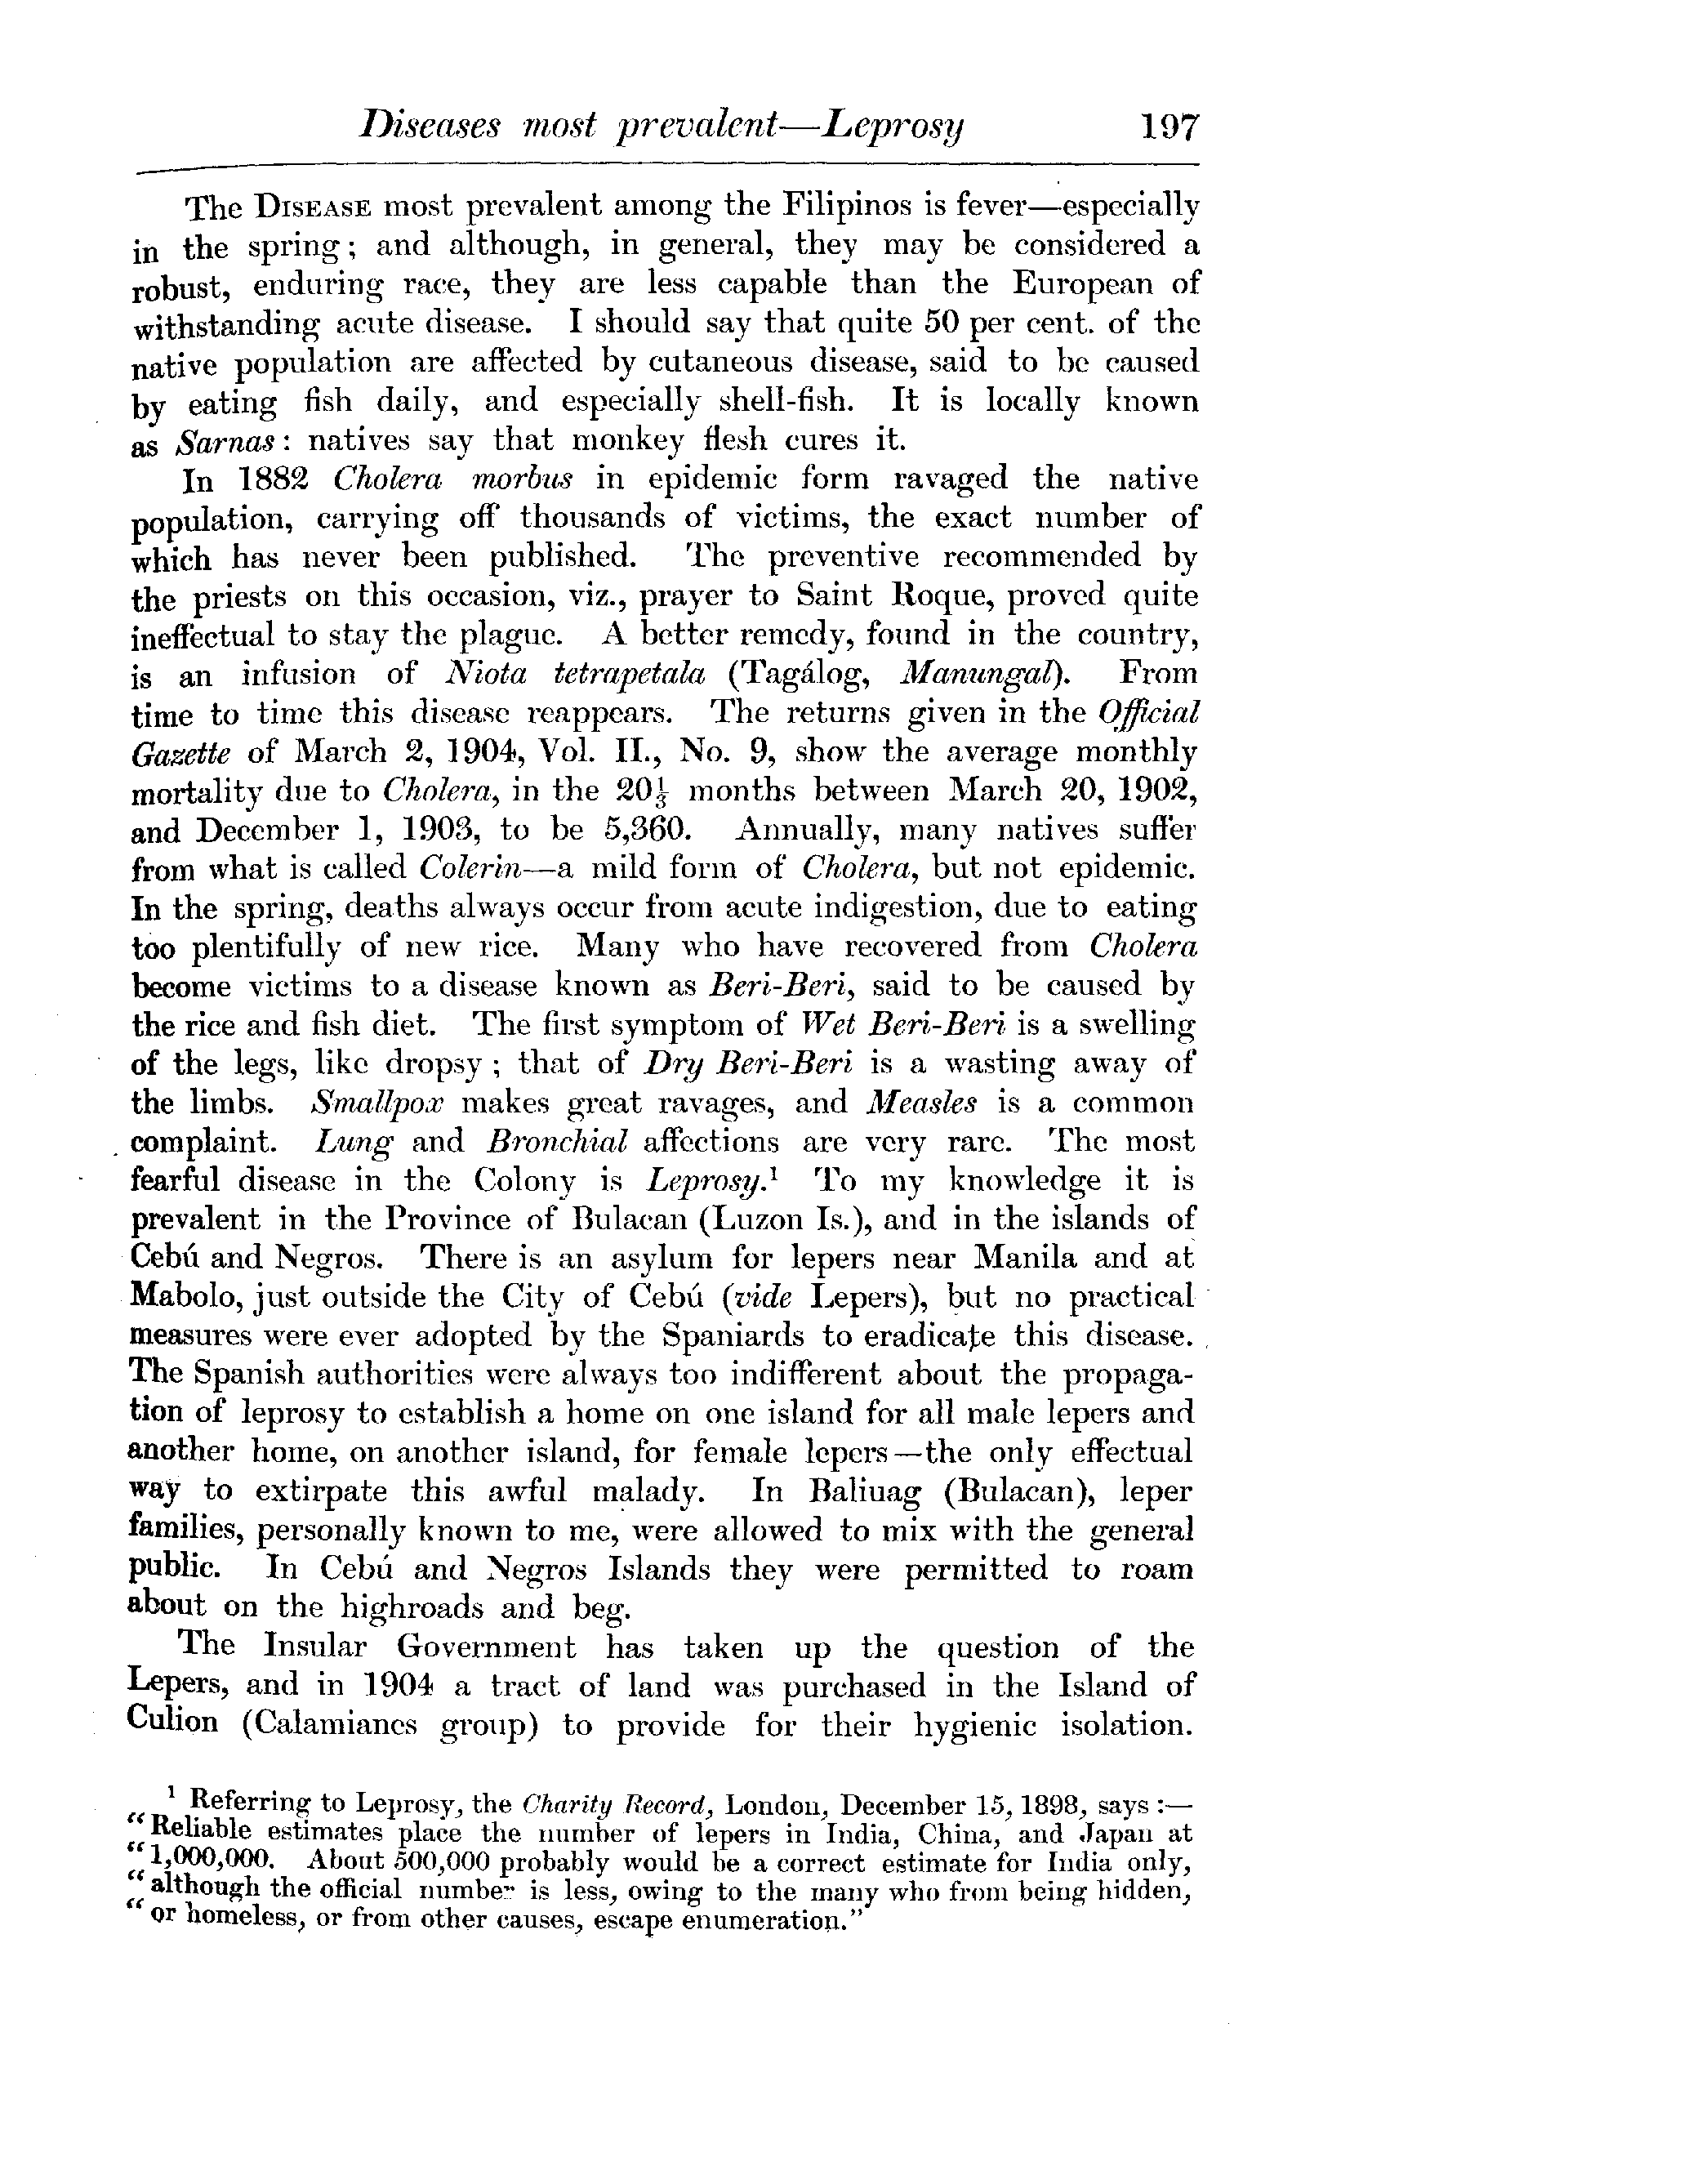 Diseases most prevalent—Leprosy 197
The DISEASE most prevalent among the Filipinos is fever—especially
in the spring; and although, in general, they may be considered a
robust, enduring race, they are less capable than the European of
withstanding acute disease. I should say that quite 50 per cent. of the
native population are affected by cutaneous disease, said to be caused
by eating fish daily, and especially shell-fish. It is locally known
as Sarnas: natives say that monkey flesh cures it.
In 1882 Cholera morbus in epidemic form ravaged the native
population, carrying off thousands of victims, the exact number of
which has never been published. The preventive recommended by
the priests on this occasion, viz., prayer to Saint Roque, proved quite
ineffectual to stay the plague. A better remedy, found in the country,
is an infusion of Niota tetrapetala (Tagálog, Manungal). From
time to time this disease reappears. The returns given in the Official
Gazette of March 2, 1904, Vol. II., No. 9, show the average monthly
mortality due to Cholera, in the 20⅓ months between March 20, 1902,
and December 1, 1903, to be 5,360. Annually, many natives suffer
from what is called Colerin—a mild form of Cholera, but not epidemic.
In the spring, deaths always occur from acute indigestion, due to eating
too plentifully of new rice. Many who have recovered from Cholera
become victims to a disease known as Beri-Beri, said to be caused by
the rice and fish diet. The first symptom of Wet Beri-Beri is a swelling
of the legs, like dropsy; that of Dry Beri-Beri is a wasting away of
the limbs. Smallpox makes great ravages, and Measles is a common
complaint. Lung and Bronchial affections are very rare. The most
fearful disease in the Colony is Leprosy.¹ To my knowledge it is
prevalent in the Province of Bulacan (Luzon Is.), and in the islands of
Cebú and Negros. There is an asylum for lepers near Manila and at
Mabolo, just outside the City of Cebú (vide Lepers), but no practical
measures were ever adopted by the Spaniards to eradicate this disease.
The Spanish authorities were always too indifferent about the propaga-
tion of leprosy to establish a home on one island for all male lepers and
another home, on another island, for female lepers—the only effectual
way to extirpate this awful malady. In Baliuag (Bulacan), leper
families, personally known to me, were allowed to mix with the general
public. In Cebú and Negros Islands they were permitted to roam
about on the highroads and beg.
The Insular Government has taken up the question of the
Lepers, and in 1904 a tract of land was purchased in the Island of
Culion (Calamianes group) to provide for their hygienic isolation.
¹ Referring to Leprosy, the Charity Record, London, December 15, 1898, says:—
“Reliable estimates place the number of lepers in India, China, and Japan at
“1,000,000. About 500,000 probably would be a correct estimate for India only,
“although the official number is less, owing to the many who from being hidden,
“or homeless, or from other causes, escape enumeration.”